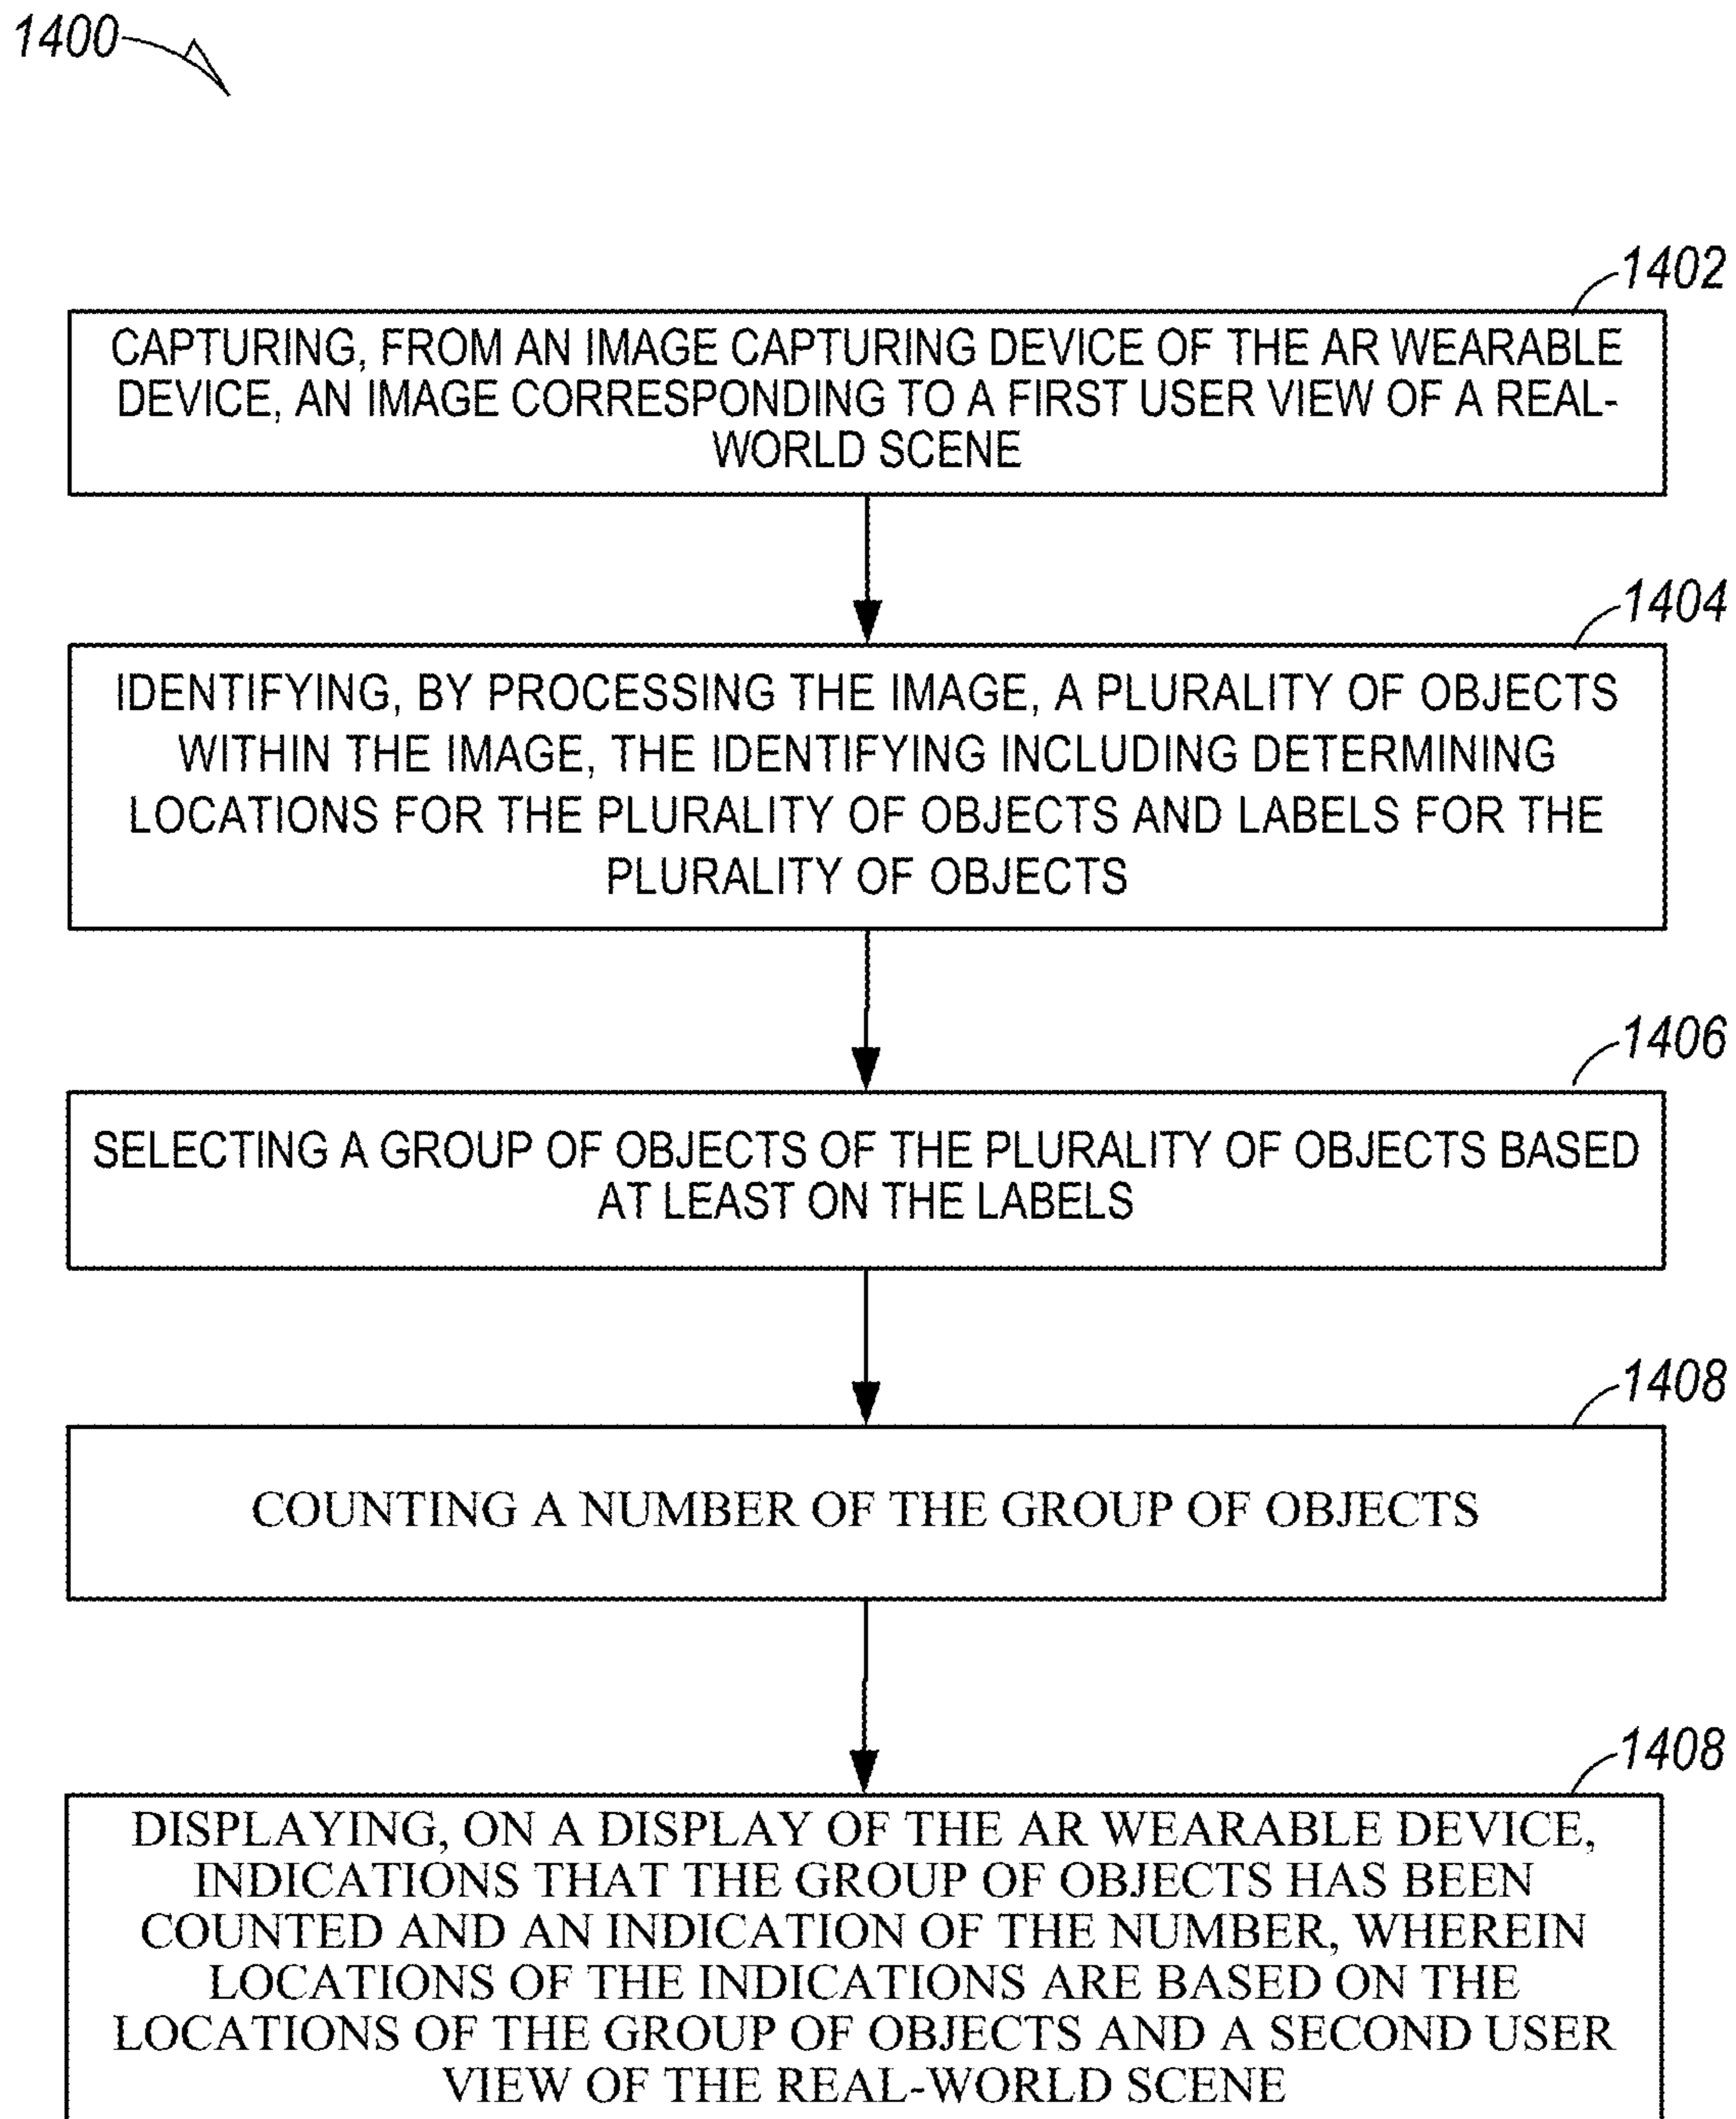 1400
1402
CAPTURING, FROM AN IMAGE CAPTURING DEVICE OF THE AR WEARABLE
DEVICE, AN IMAGE CORRESPONDING TO A FIRST USER VIEW OF A REAL-
WORLD SCENE
1404
IDENTIFYING, BY PROCESSING THE IMAGE, A PLURALITY OF OBJECTS
WITHIN THE IMAGE, THE IDENTIFYING INCLUDING DETERMINING
LOCATIONS FOR THE PLURALITY OF OBJECTS AND LABELS FOR THE
PLURALITY OF OBJECTS
1406
SELECTING A GROUP OF OBJECTS OF THE PLURALITY OF OBJECTS BASED
AT LEAST ON THE LABELS
1408
COUNTING A NUMBER OF THE GROUP OF OBJECTS
1408
DISPLAYING, ON A DISPLAY OF THE AR WEARABLE DEVICE,
INDICATIONS THAT THE GROUP OF OBJECTS HAS BEEN
COUNTED AND AN INDICATION OF THE NUMBER, WHEREIN
LOCATIONS OF THE INDICATIONS ARE BASED ON THE
LOCATIONS OF THE GROUP OF OBJECTS AND A SECOND USER
VIEW OF THE REAL-WORLD SCENE